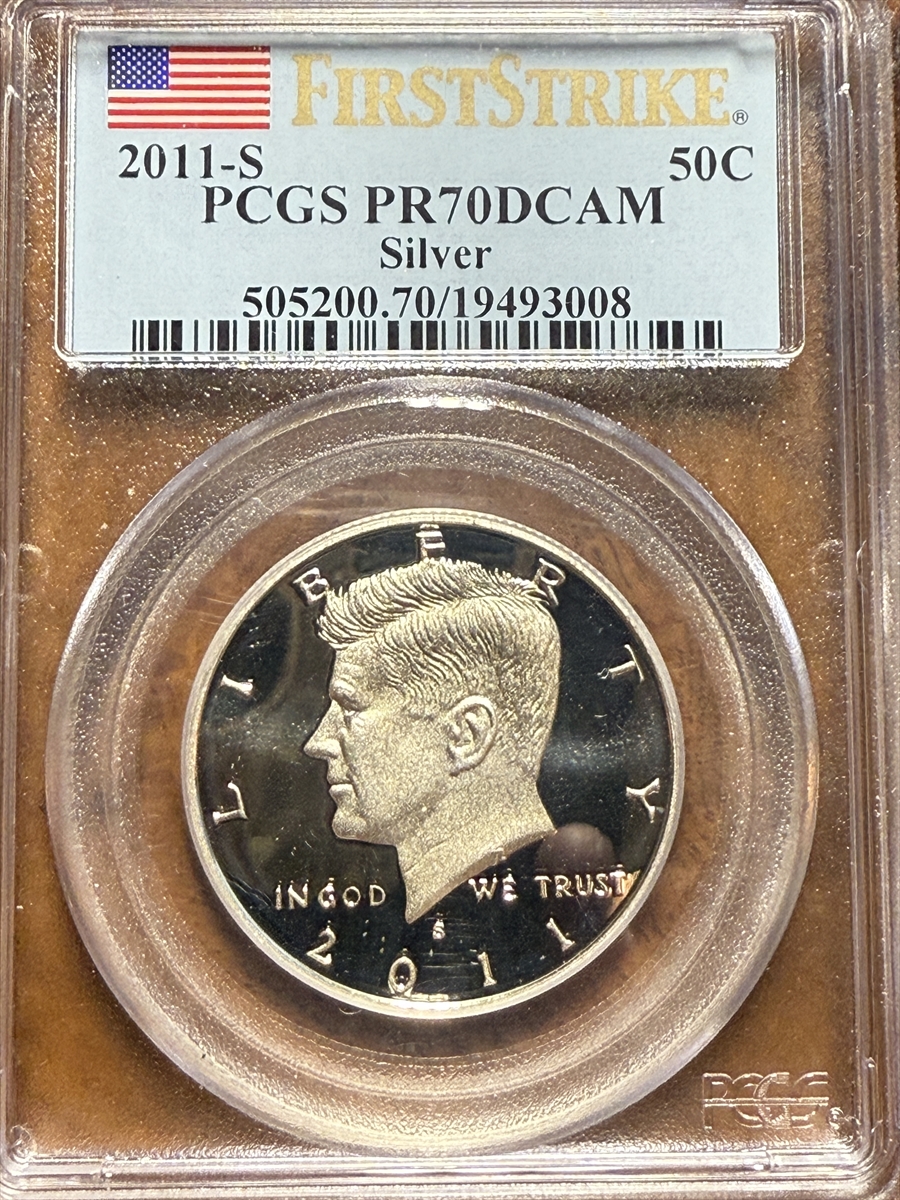 FIRSTSTRIKE®
2011-S 50C
PCGS PR70DCAM
Silver
505200.70/19493008
LIBERTY
IN GOD WE TRUST
S
2011
PCGS